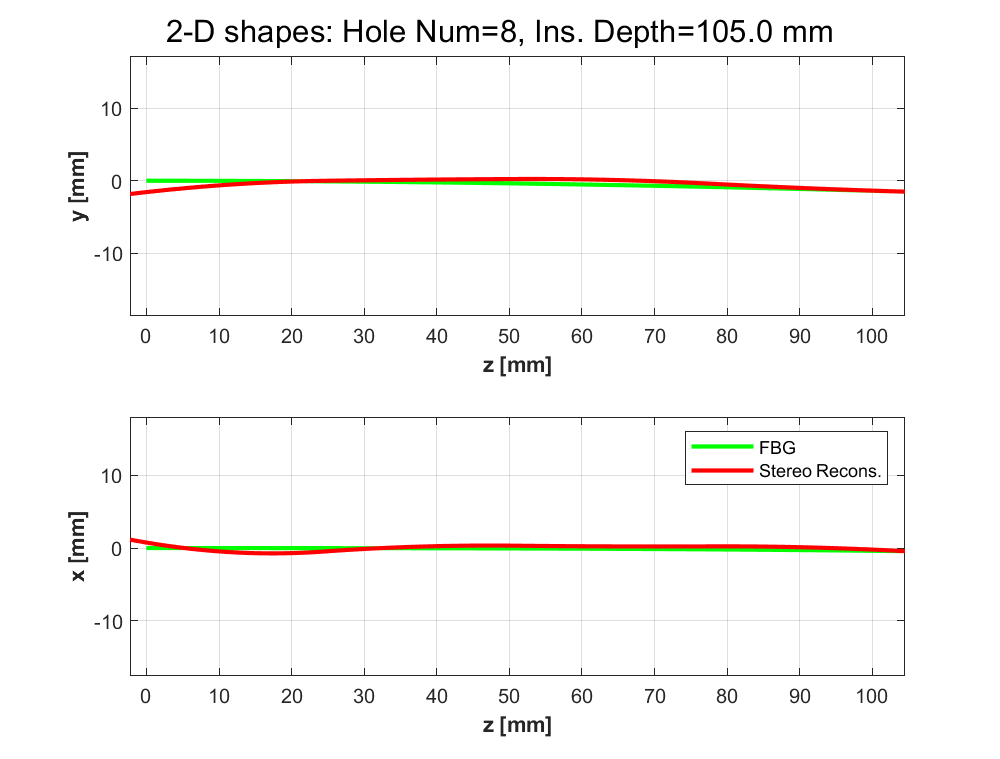 2-D shapes: Hole Num=8, Ins. Depth=105.0 mm
10
0
-10
y [mm]
0 10 20 30 40 50 60 70 80 90 100
z [mm]
FBG
Stereo Recons.
10
0
-10
x [mm]
0 10 20 30 40 50 60 70 80 90 100
z [mm]